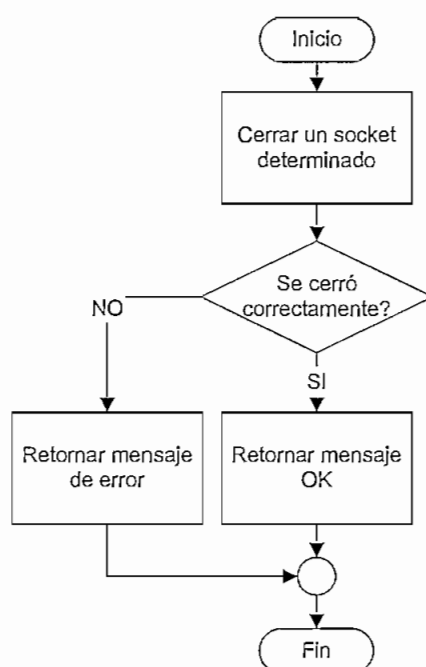 Inicio
Cerrar un socket
determinado
Se cerró
correctamente?
NO
SI
Retornar mensaje
de error
Retornar mensaje
OK
Fin